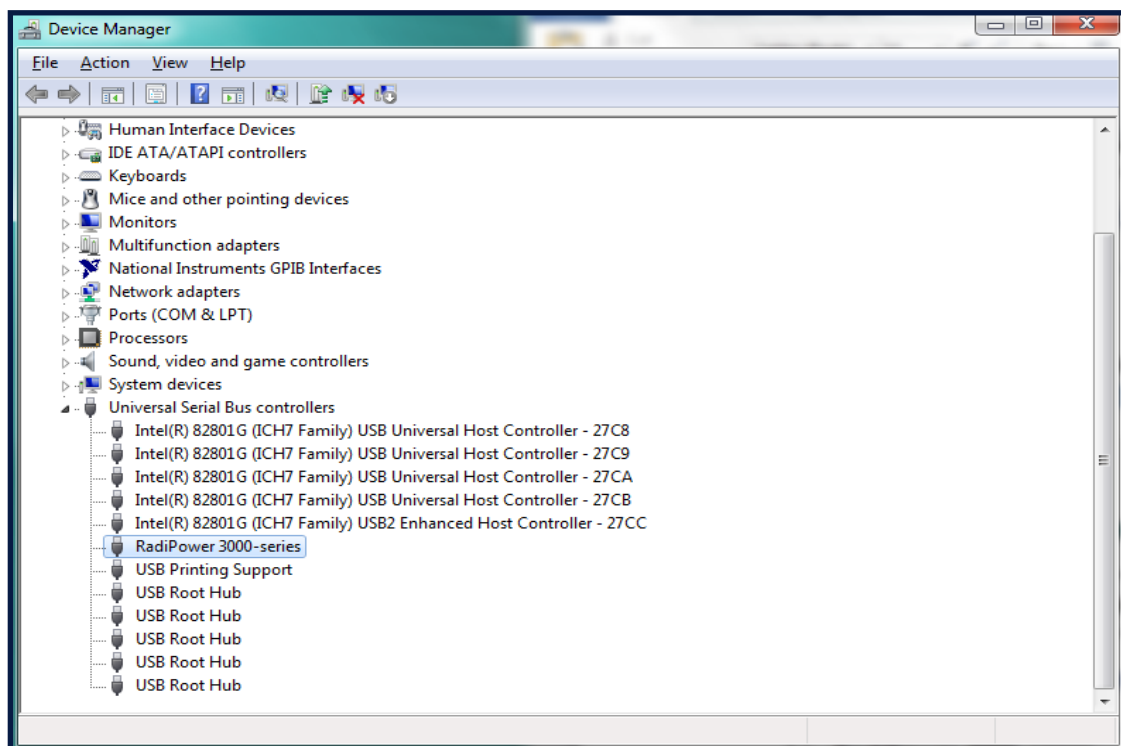 Device Manager
File Action View Help
Human Interface Devices
IDE ATA/ATAPI controllers
Keyboards
Mice and other pointing devices
Monitors
Multifunction adapters
National Instruments GPIB Interfaces
Network adapters
Ports (COM & LPT)
Processors
Sound, video and game controllers
System devices
Universal Serial Bus controllers
Intel(R) 82801G (ICH7 Family) USB Universal Host Controller - 27C8
Intel(R) 82801G (ICH7 Family) USB Universal Host Controller - 27C9
Intel(R) 82801G (ICH7 Family) USB Universal Host Controller - 27CA
Intel(R) 82801G (ICH7 Family) USB Universal Host Controller - 27CB
Intel(R) 82801G (ICH7 Family) USB2 Enhanced Host Controller - 27CC
RadiPower 3000-series
USB Printing Support
USB Root Hub
USB Root Hub
USB Root Hub
USB Root Hub
USB Root Hub